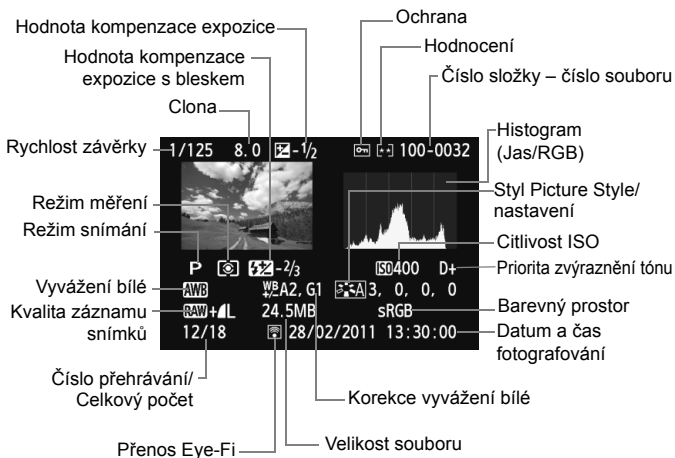 Hodnota kompenzace expozice
Ochrana
Hodnota kompenzace
expozice s bleskem
Hodnocení
Číslo složky – číslo souboru
Clona
Rychlost závěrky
1/125 8.0 -1/2 100-0032
Histogram
(Jas/RGB)
Režim měření
Režim snímání
Styl Picture Style/
nastavení
Citlivost ISO
P -2/3 ISO400 D+
Priorita zvýraznění tónu
Vyvážení bílé
AWB WB A2, G1 A3, 0, 0, 0
Kvalita záznamu
snímků
RAW+L 24.5MB sRGB
Barevný prostor
12/18 28/02/2011 13:30:00
Datum a čas
fotografování
Číslo přehrávání/
Celkový počet
Korekce vyvážení bílé
Přenos Eye-Fi
Velikost souboru